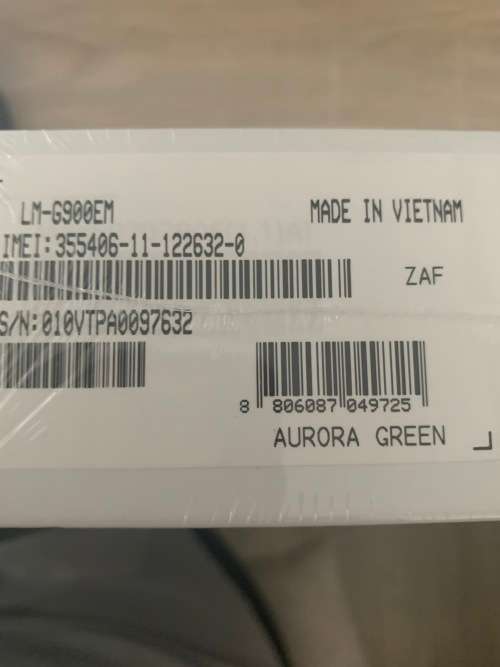 LM-G900EM
MADE IN VIETNAM
IMEI:355406-11-122632-0
ZAF
S/N:010VTPA0097632
8 806087 049725
AURORA GREEN